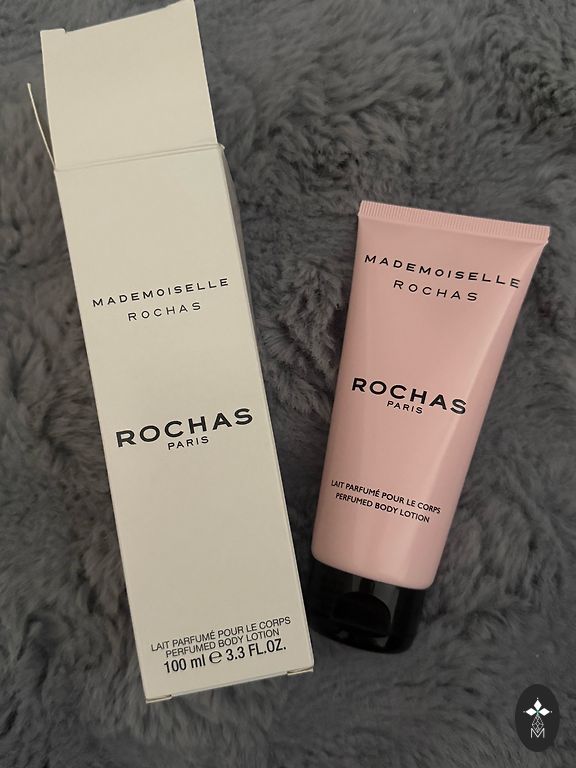 MADEMOISELLE
ROCHAS
ROCHAS
PARIS
LAIT PARFUMÉ POUR LE CORPS
PERFUMED BODY LOTION
100 ml ℮ 3.3 FL.OZ.
MADEMOISELLE
ROCHAS
ROCHAS
PARIS
LAIT PARFUMÉ POUR LE CORPS
PERFUMED BODY LOTION
M